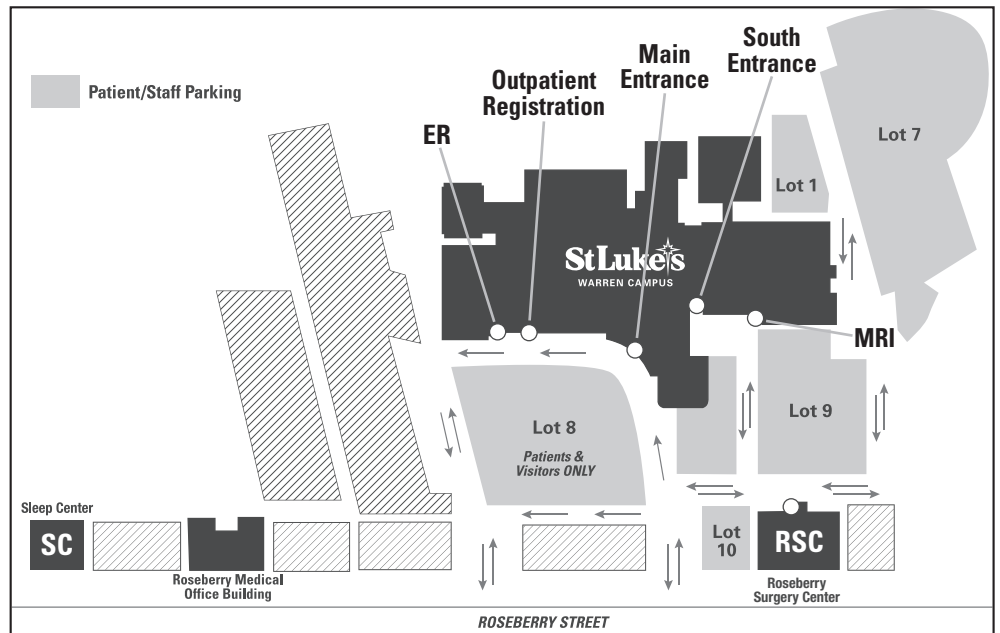 South
Entrance
Main
Entrance
Outpatient
Registration
Patient/Staff Parking
ER
Lot 7
Lot 1
StLuke's
WARREN CAMPUS
MRI
Lot 9
Lot 8
Patients &
Visitors ONLY
Sleep Center
SC
Lot
10
RSC
Roseberry Medical
Office Building
Roseberry
Surgery Center
ROSEBERRY STREET